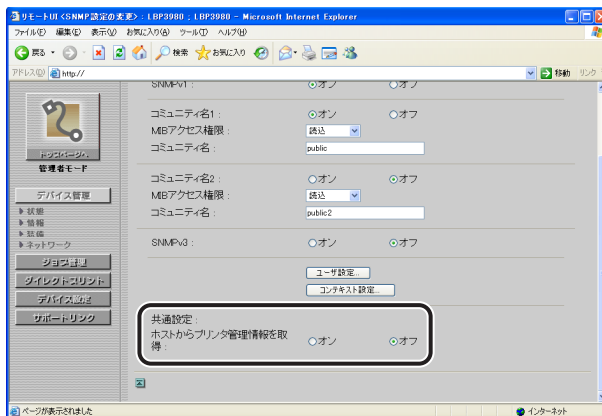 リモートUI <SNMP設定の変更> : LBP3980 ; LBP3980 - Microsoft Internet Explorer
ファイル(F) 編集(E) 表示(V) お気に入り(A) ツール(T) ヘルプ(H)
戻る 検索 お気に入り
アドレス(D) http:// 移動 リンク
SNMPv1 : オン オフ
コミュニティ名1 : オン オフ
MIBアクセス権限 : 読込
コミュニティ名 : public
トップページへ
管理者モード
コミュニティ名2 : オン オフ
MIBアクセス権限 : 読込
コミュニティ名 : public2
デバイス管理
状態
情報
ネットワーク
SNMPv3 : オン オフ
ジョブ管理
ダイレクトプリント
デバイス設定
サポートリンク
ユーザ設定...
コンテキスト設定...
共通設定 :
ホストからプリンタ管理情報を取
得 : オン オフ
ページが表示されました インターネット